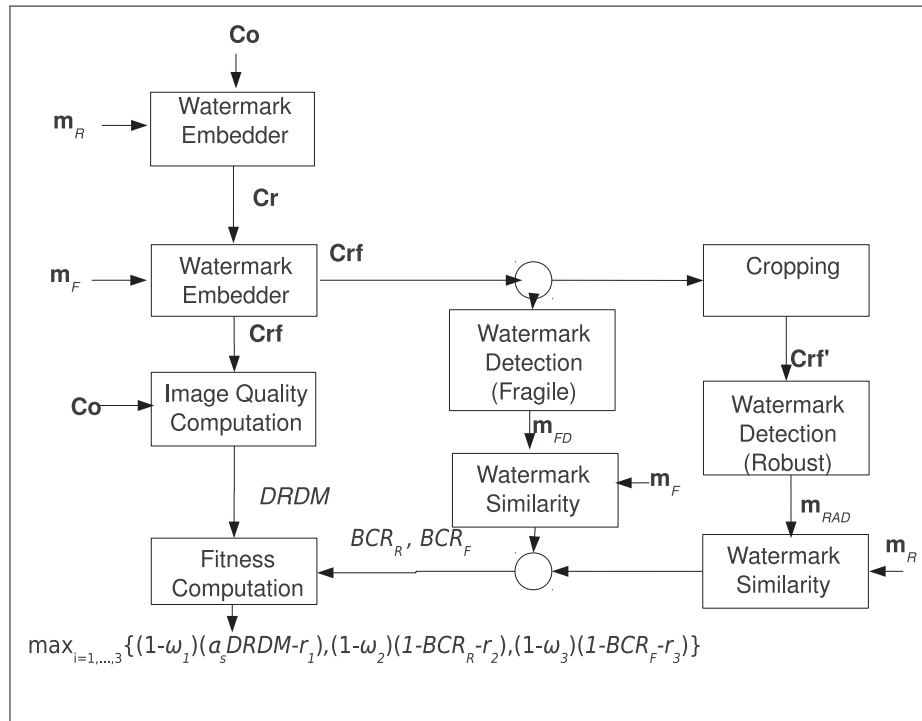 Co
Watermark
Embedder
m_R
Cr
Watermark
Embedder
m_F
Crf
Cropping
Crf
Watermark
Detection
(Fragile)
Crf'
Image Quality
Computation
Co
Watermark
Detection
(Robust)
m_FD
Watermark
Similarity
m_F
DRDM
m_RAD
BCR_R , BCR_F
Fitness
Computation
Watermark
Similarity
m_R
max_{i=1,...,3}{(1-ω_1)(a_sDRDM-r_1),(1-ω_2)(1-BCR_R-r_2),(1-ω_3)(1-BCR_F-r_3)}